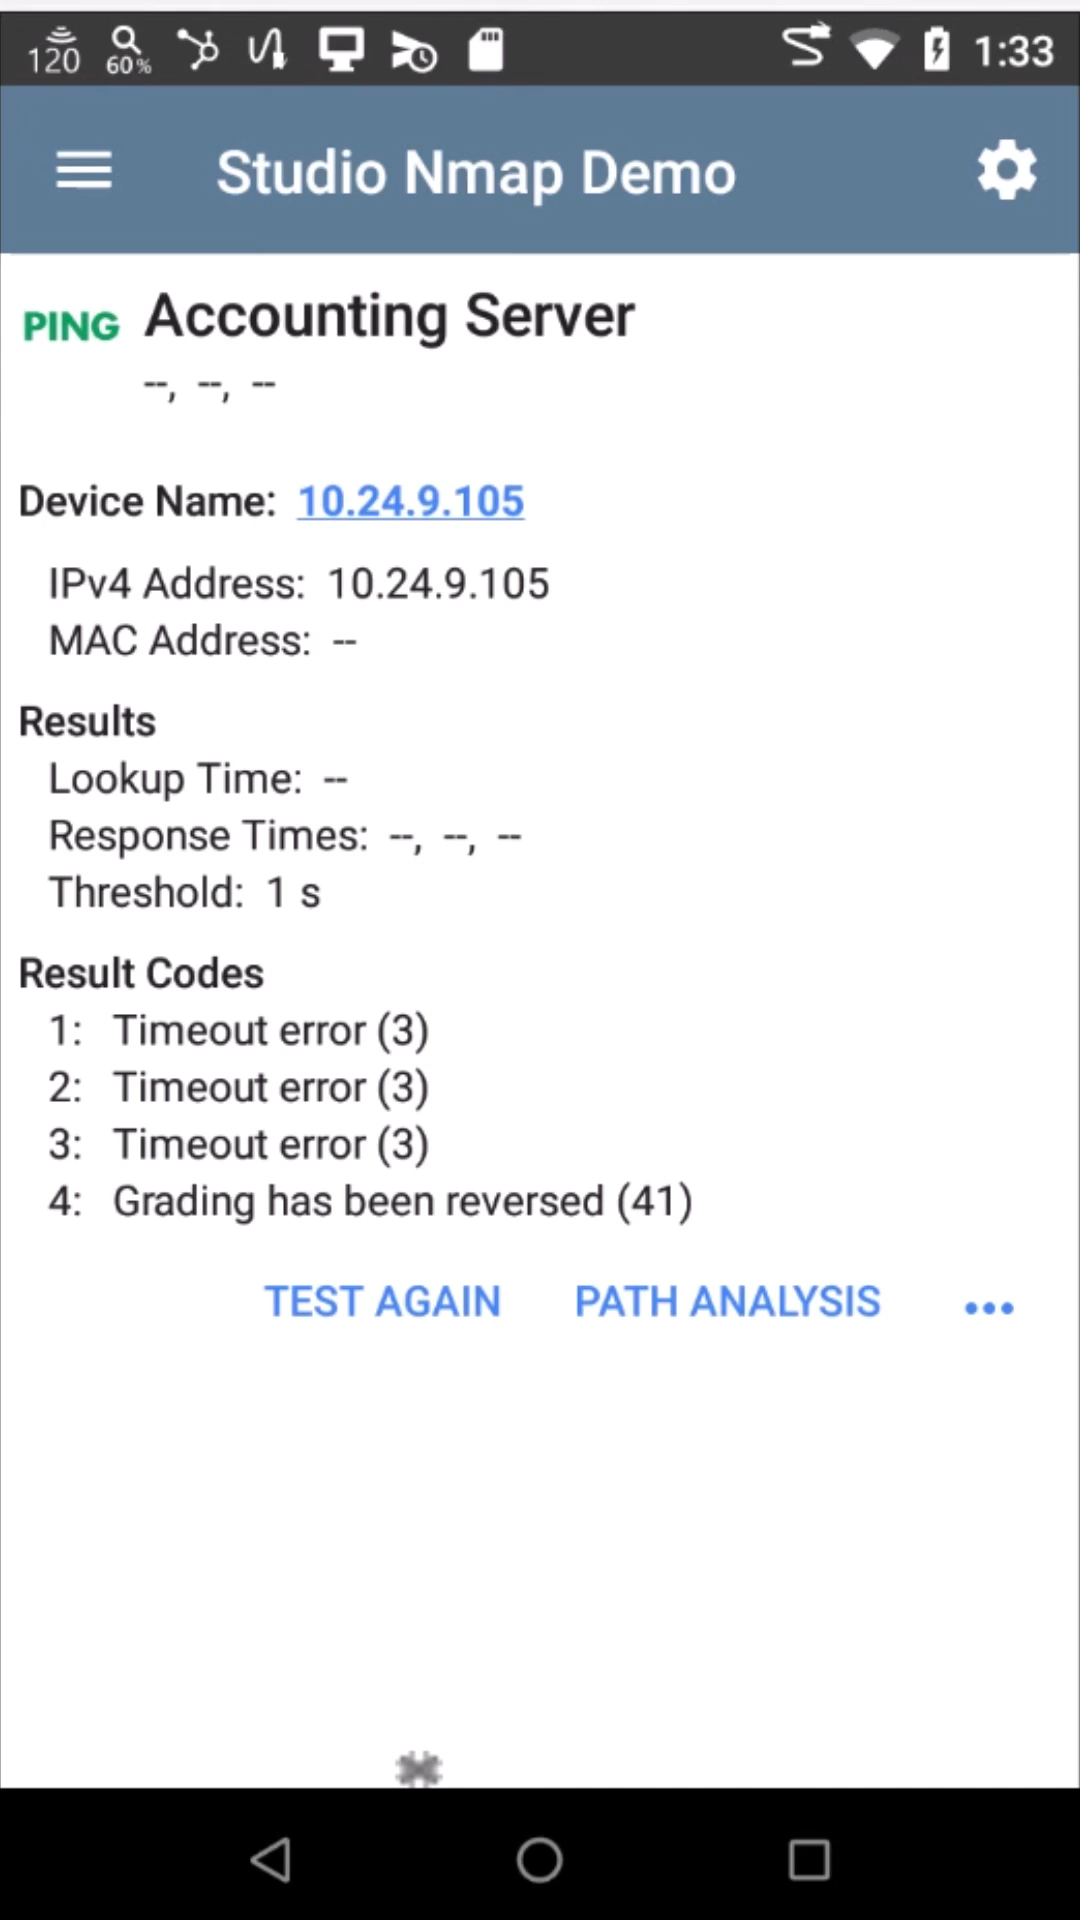 120 60% 1:33
Studio Nmap Demo
PING Accounting Server
--, --, --
Device Name: 10.24.9.105
IPv4 Address: 10.24.9.105
MAC Address: --
Results
Lookup Time: --
Response Times: --, --, --
Threshold: 1 s
Result Codes
1: Timeout error (3)
2: Timeout error (3)
3: Timeout error (3)
4: Grading has been reversed (41)
TEST AGAIN PATH ANALYSIS